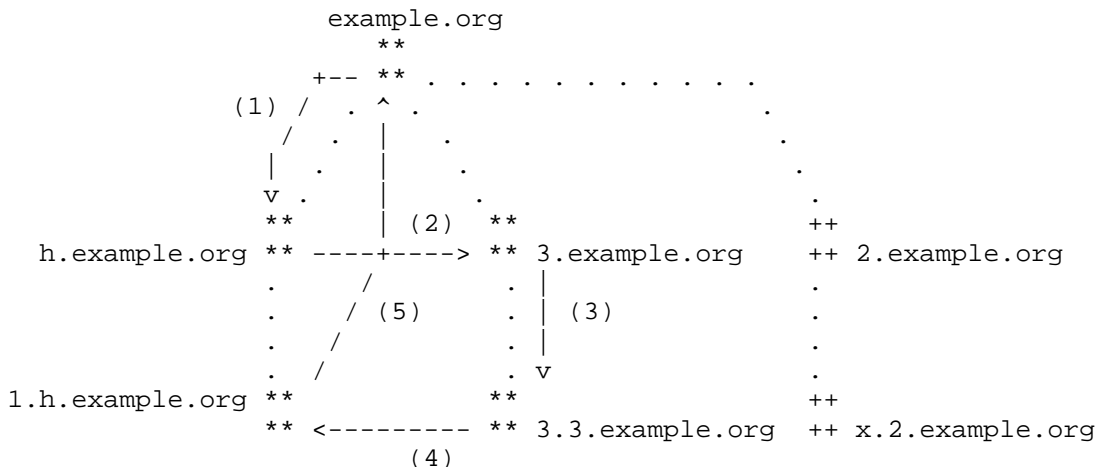 example.org
**
+-- ** . . . . . . . . . . .
(1) / . ^ . .
/ . | . .
| . | . .
v . | . .
** | (2) ** ++
h.example.org ** ----+----> ** 3.example.org ++ 2.example.org
. / . | .
. / (5) . | (3) .
. / . | .
. / . v .
1.h.example.org ** ** ++
** <--------- ** 3.3.example.org ++ x.2.example.org
(4)